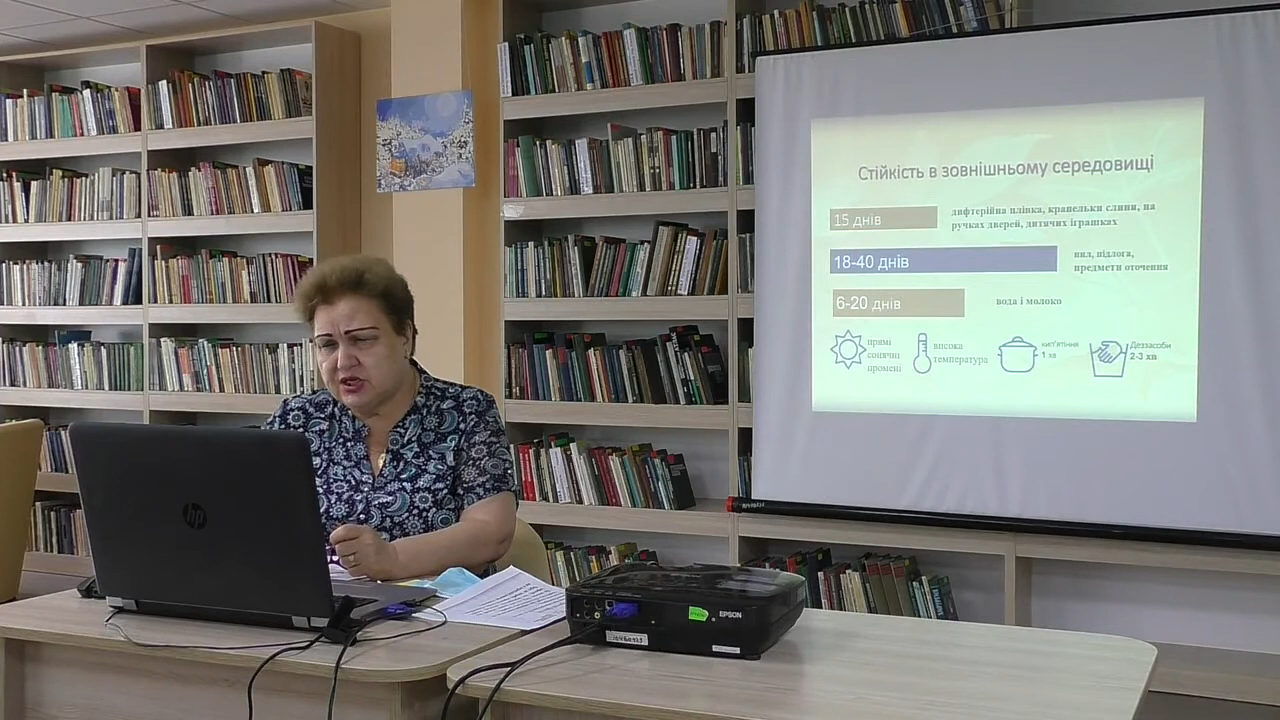 Стійкість в зовнішньому середовищі
15 днів
дифтерійна плівка, крапельки слини, на
ручках дверей, дитячих іграшках
18-40 днів
пил, підлога,
предмети оточення
6-20 днів
вода і молоко
прямі
сонячні
промені
висока
температура
кип'ятіння
1 хв
Деззасоби
2-3 хв
hp
EPSON